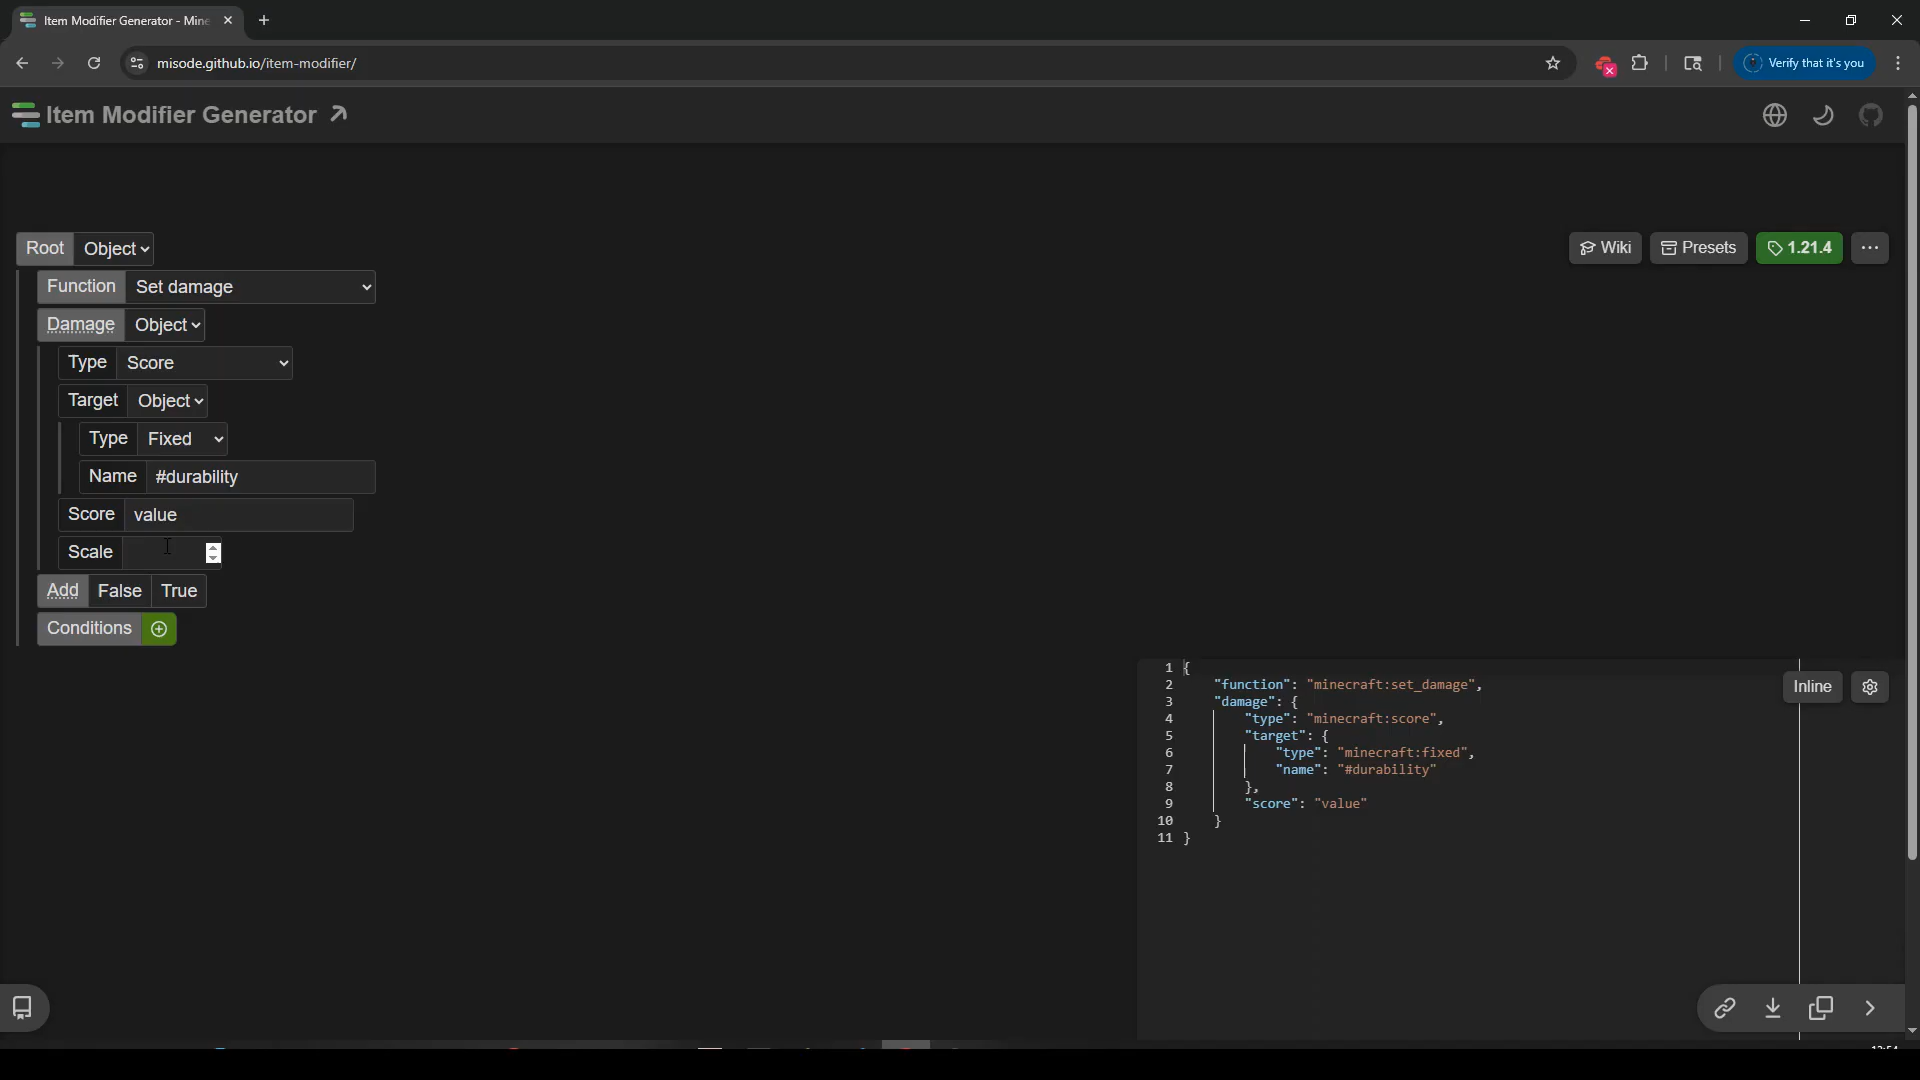 Item Modifier Generator - Mine
misode.github.io/item-modifier/
Verify that it's you
Item Modifier Generator
Root Object
Wiki Presets 1.21.4
Function Set damage
Damage Object
Type Score
Target Object
Type Fixed
Name #durability
Score value
Scale
Add False True
Conditions
Inline
1 {
2 "function": "minecraft:set_damage",
3 "damage": {
4 "type": "minecraft:score",
5 "target": {
6 "type": "minecraft:fixed",
7 "name": "#durability"
8 },
9 "score": "value"
10 }
11 }